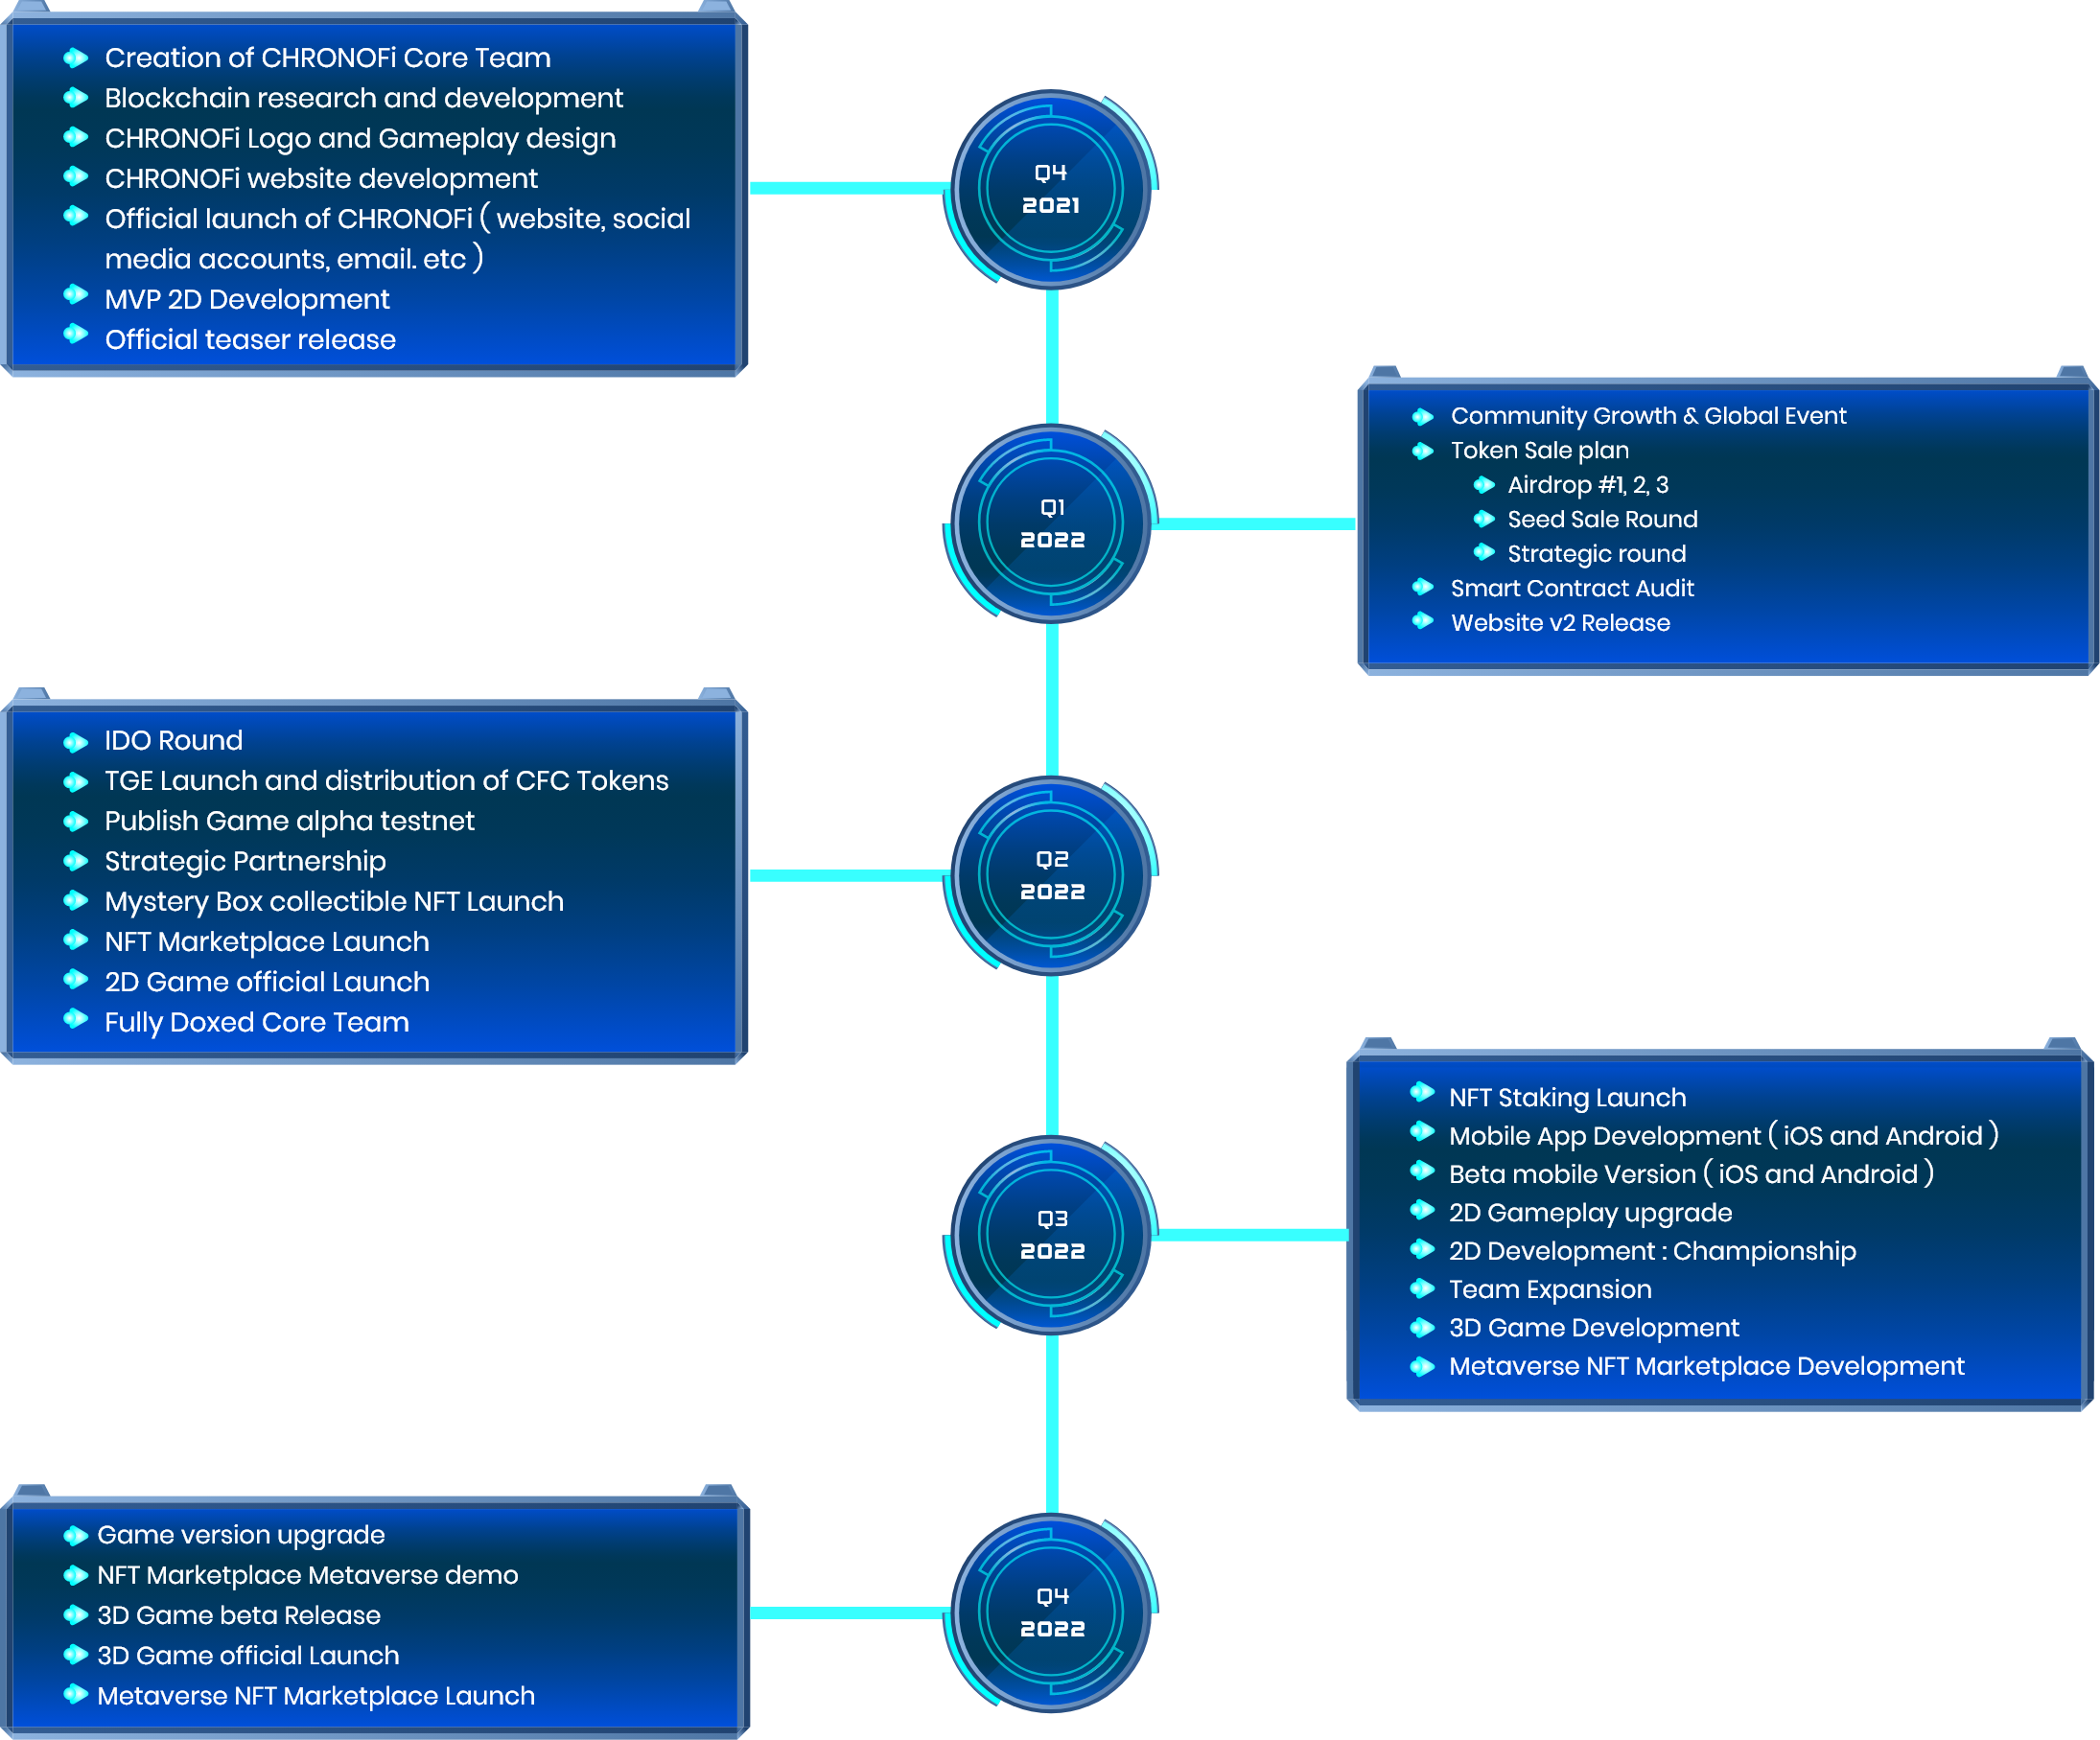 Creation of CHRONOFi Core Team
Blockchain research and development
CHRONOFi Logo and Gameplay design
CHRONOFi website development
Official launch of CHRONOFi ( website, social
media accounts, email. etc )
MVP 2D Development
Official teaser release
Q4
2021
Q1
2022
Community Growth & Global Event
Token Sale plan
Airdrop #1, 2, 3
Seed Sale Round
Strategic round
Smart Contract Audit
Website v2 Release
IDO Round
TGE Launch and distribution of CFC Tokens
Publish Game alpha testnet
Strategic Partnership
Mystery Box collectible NFT Launch
NFT Marketplace Launch
2D Game official Launch
Fully Doxed Core Team
Q2
2022
Q3
2022
NFT Staking Launch
Mobile App Development ( iOS and Android )
Beta mobile Version ( iOS and Android )
2D Gameplay upgrade
2D Development : Championship
Team Expansion
3D Game Development
Metaverse NFT Marketplace Development
Game version upgrade
NFT Marketplace Metaverse demo
3D Game beta Release
3D Game official Launch
Metaverse NFT Marketplace Launch
Q4
2022